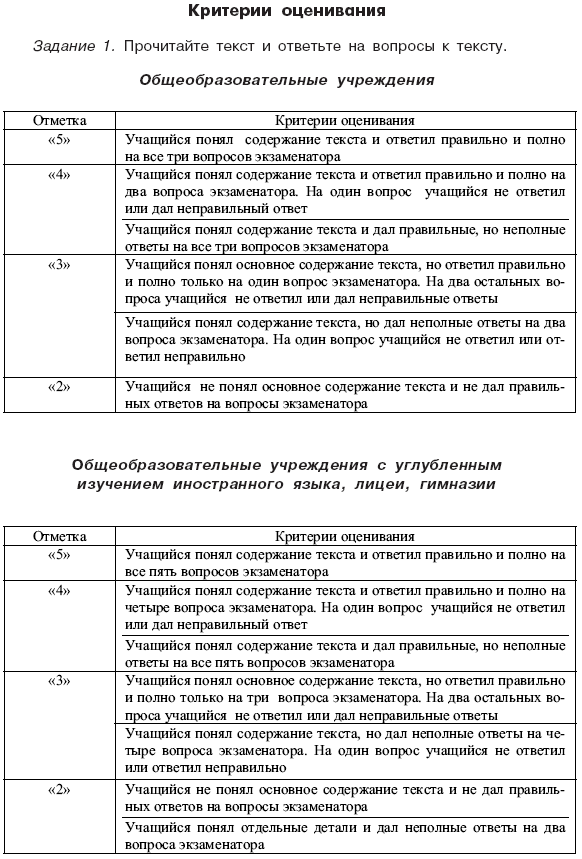 Критерии оценивания
Задание 1. Прочитайте текст и ответьте на вопросы к тексту.
Общеобразовательные учреждения
Отметка Критерии оценивания
«5» Учащийся понял содержание текста и ответил правильно и полно
на все три вопросов экзаменатора
«4» Учащийся понял содержание текста и ответил правильно и полно на
два вопроса экзаменатора. На один вопрос учащийся не ответил
или дал неправильный ответ
Учащийся понял содержание текста и дал правильные, но неполные
ответы на все три вопросов экзаменатора
«3» Учащийся понял основное содержание текста, но ответил правильно
и полно только на один вопрос экзаменатора. На два остальных во-
проса учащийся не ответил или дал неправильные ответы
Учащийся понял содержание текста, но дал неполные ответы на два
вопроса экзаменатора. На один вопрос учащийся не ответил или от-
ветил неправильно
«2» Учащийся не понял основное содержание текста и не дал правиль-
ных ответов на вопросы экзаменатора
Общеобразовательные учреждения с углубленным
изучением иностранного языка, лицеи, гимназии
Отметка Критерии оценивания
«5» Учащийся понял содержание текста и ответил правильно и полно на
все пять вопросов экзаменатора
«4» Учащийся понял содержание текста и ответил правильно и полно на
четыре вопроса экзаменатора. На один вопрос учащийся не ответил
или дал неправильный ответ
Учащийся понял содержание текста и дал правильные, но неполные
ответы на все пять вопросов экзаменатора
«3» Учащийся понял основное содержание текста, но ответил правильно
и полно только на три вопроса экзаменатора. На два остальных во-
проса учащийся не ответил или дал неправильные ответы
Учащийся понял содержание текста, но дал неполные ответы на че-
тыре вопроса экзаменатора. На один вопрос учащийся не ответил
или ответил неправильно
«2» Учащийся не понял основное содержание текста и не дал правиль-
ных ответов на вопросы экзаменатора
Учащийся понял отдельные детали и дал неполные ответы на два
вопроса экзаменатора